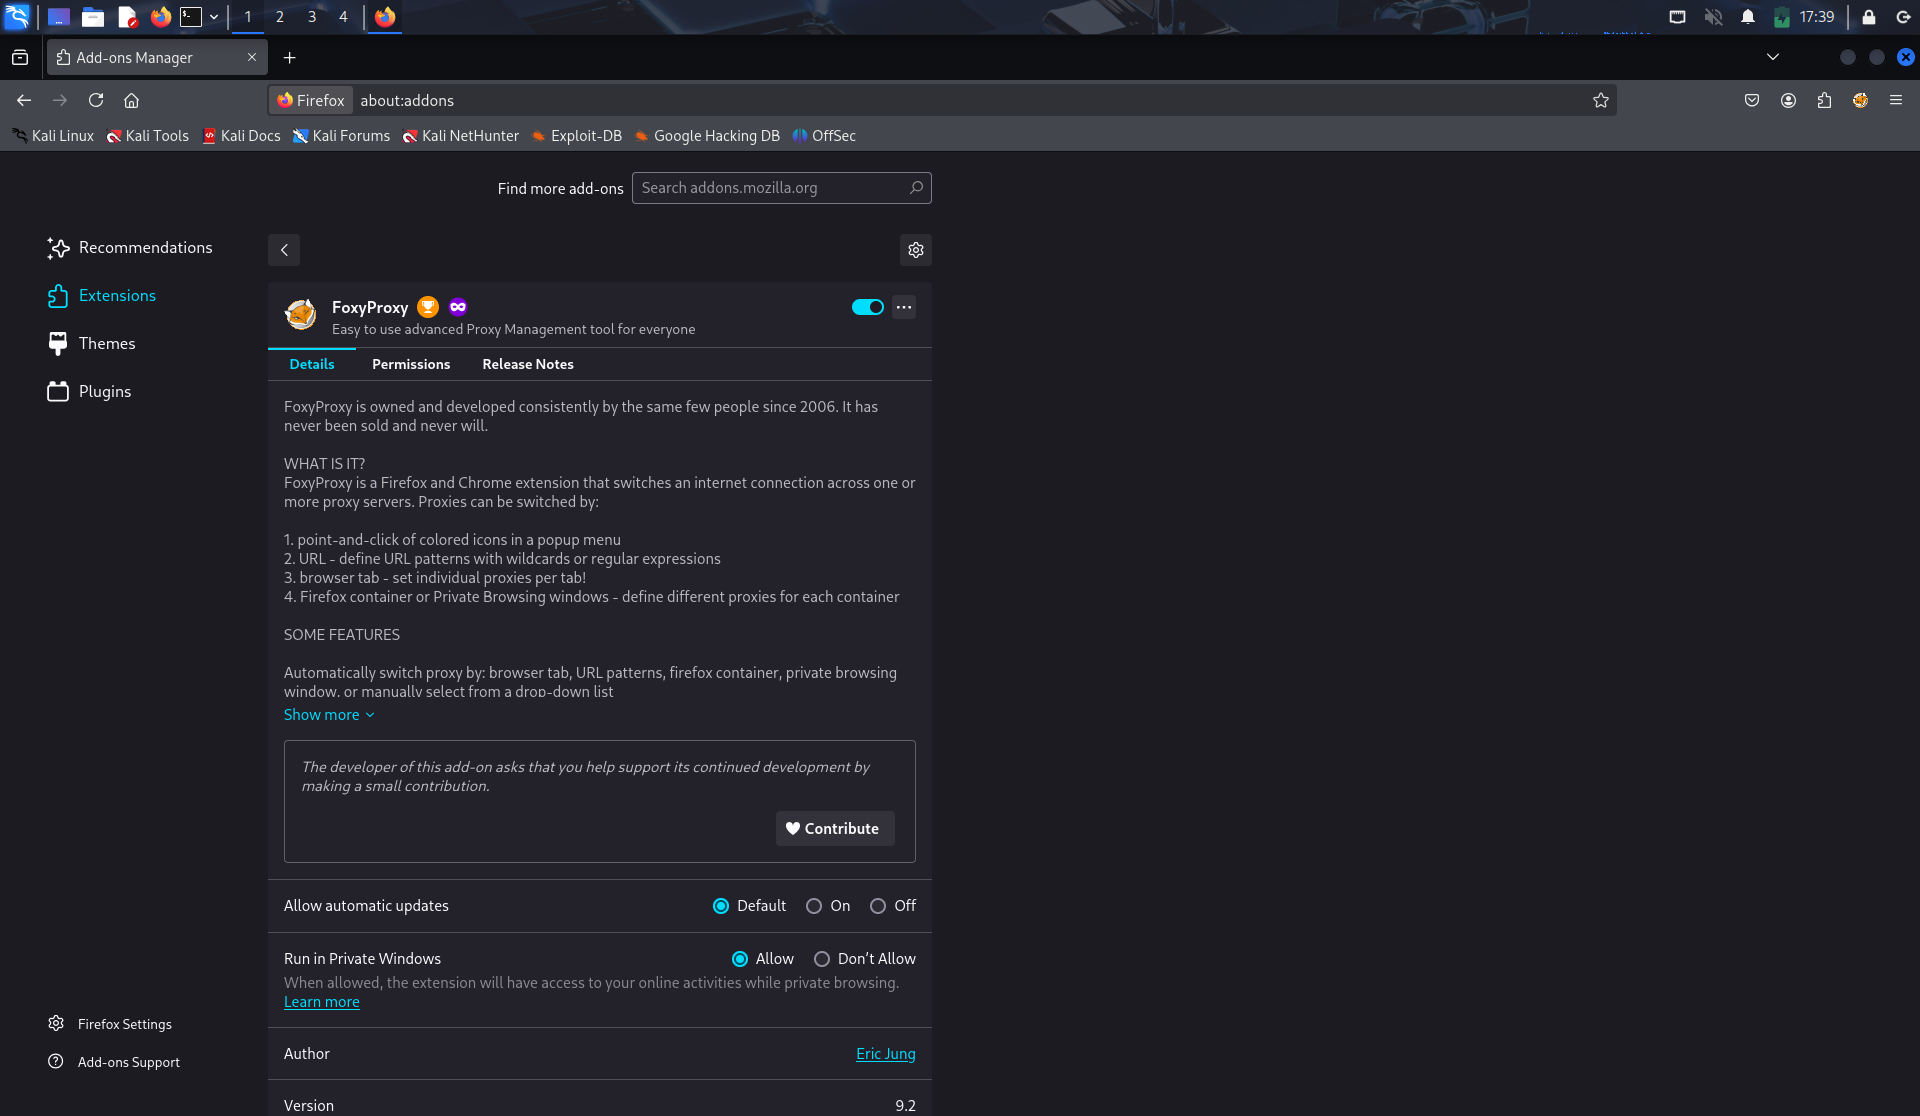 1 2 3 4
17:39
Add-ons Manager
Firefox about:addons
Kali Linux Kali Tools Kali Docs Kali Forums Kali NetHunter Exploit-DB Google Hacking DB OffSec
Find more add-ons Search addons.mozilla.org
Recommendations
Extensions
Themes
Plugins
Firefox Settings
Add-ons Support
FoxyProxy
Easy to use advanced Proxy Management tool for everyone
Details Permissions Release Notes
FoxyProxy is owned and developed consistently by the same few people since 2006. It has
never been sold and never will.
WHAT IS IT?
FoxyProxy is a Firefox and Chrome extension that switches an internet connection across one or
more proxy servers. Proxies can be switched by:
1. point-and-click of colored icons in a popup menu
2. URL - define URL patterns with wildcards or regular expressions
3. browser tab - set individual proxies per tab!
4. Firefox container or Private Browsing windows - define different proxies for each container
SOME FEATURES
Automatically switch proxy by: browser tab, URL patterns, firefox container, private browsing
window, or manually select from a drop-down list
Show more
The developer of this add-on asks that you help support its continued development by
making a small contribution.
Contribute
Allow automatic updates Default On Off
Run in Private Windows Allow Don't Allow
When allowed, the extension will have access to your online activities while private browsing.
Learn more
Author Eric Jung
Version 9.2